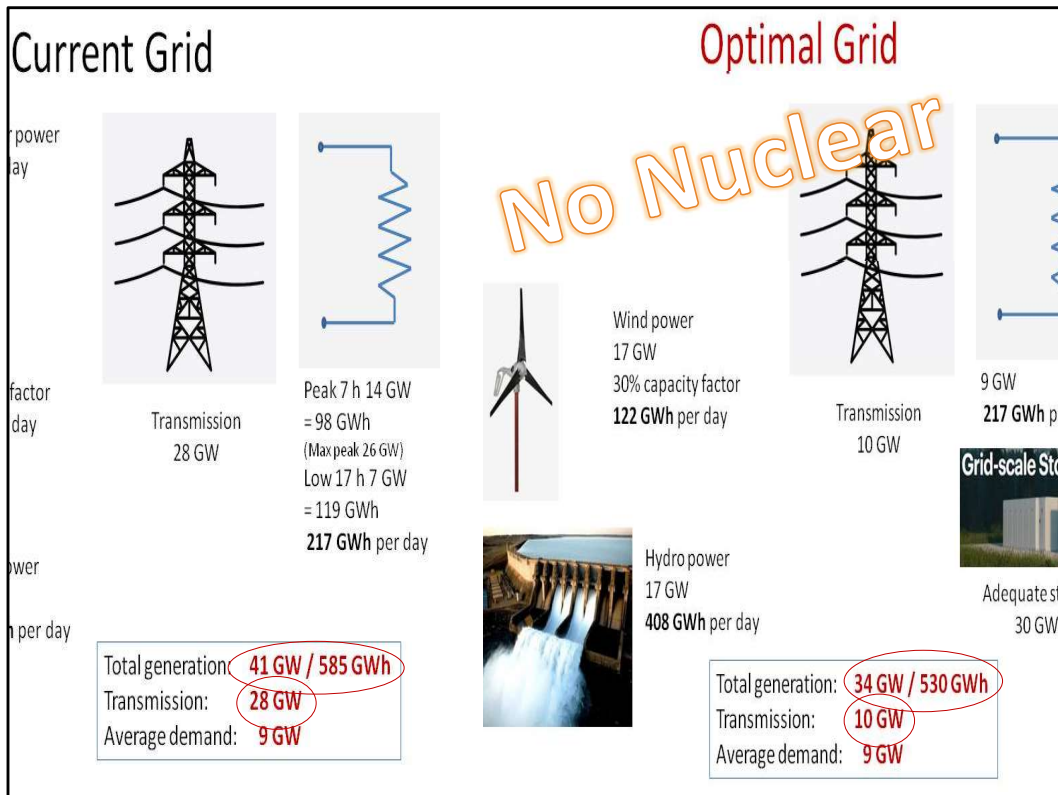 Current Grid
power
Transmission
28 GW
Peak 7 h 14 GW
= 98 GWh
(Max peak 26 GW)
Low 17 h 7 GW
= 119 GWh
217 GWh per day
factor
day
per day
Total generation: 41 GW / 585 GWh
Transmission: 28 GW
Average demand: 9 GW
Optimal Grid
No Nuclear
Wind power
17 GW
30% capacity factor
122 GWh per day
Transmission
10 GW
9 GW
217 GWh
Grid-scale
Hydro power
17 GW
408 GWh per day
Adequate
30 GW
Total generation: 34 GW / 530 GWh
Transmission: 10 GW
Average demand: 9 GW